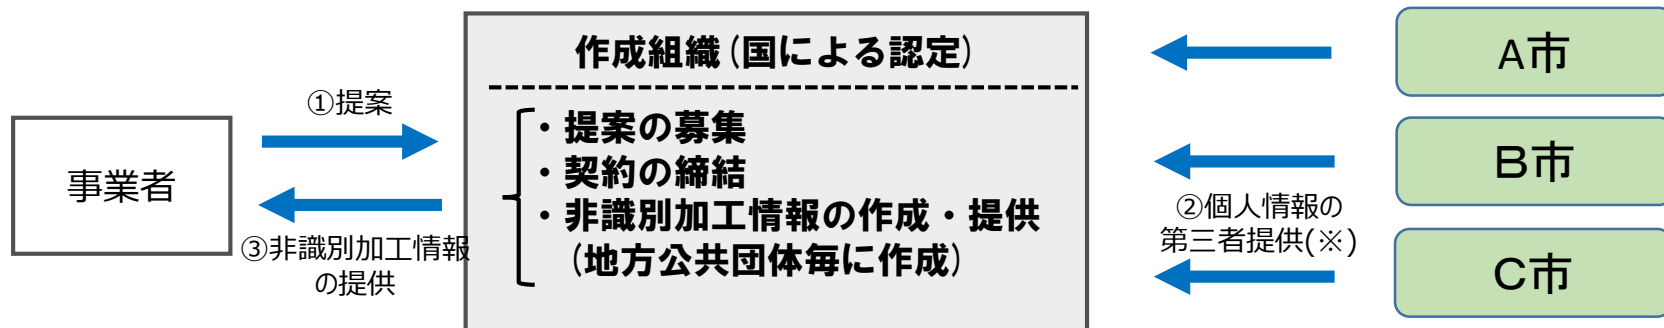 事業者
①提案
③非識別加工情報
の提供
作成組織(国による認定)
・提案の募集
・契約の締結
・非識別加工情報の作成・提供
(地方公共団体毎に作成)
②個人情報の
第三者提供(※)
A市
B市
C市